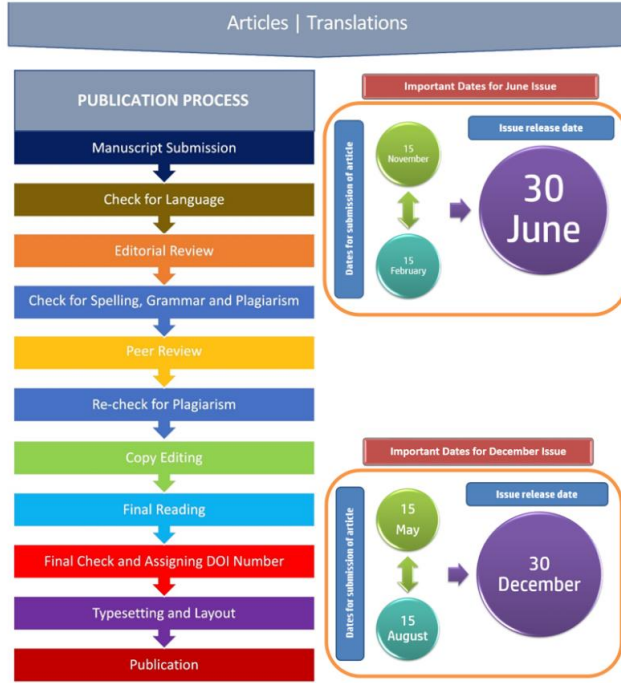 Articles | Translations
PUBLICATION PROCESS
Manuscript Submission
Check for Language
Editorial Review
Check for Spelling, Grammar and Plagiarism
Peer Review
Re-check for Plagiarism
Copy Editing
Final Reading
Final Check and Assigning DOI Number
Typesetting and Layout
Publication
Important Dates for June Issue
Dates for submission of article
15
November
15
February
Issue release date
30
June
Important Dates for December Issue
Dates for submission of article
15
May
15
August
Issue release date
30
December